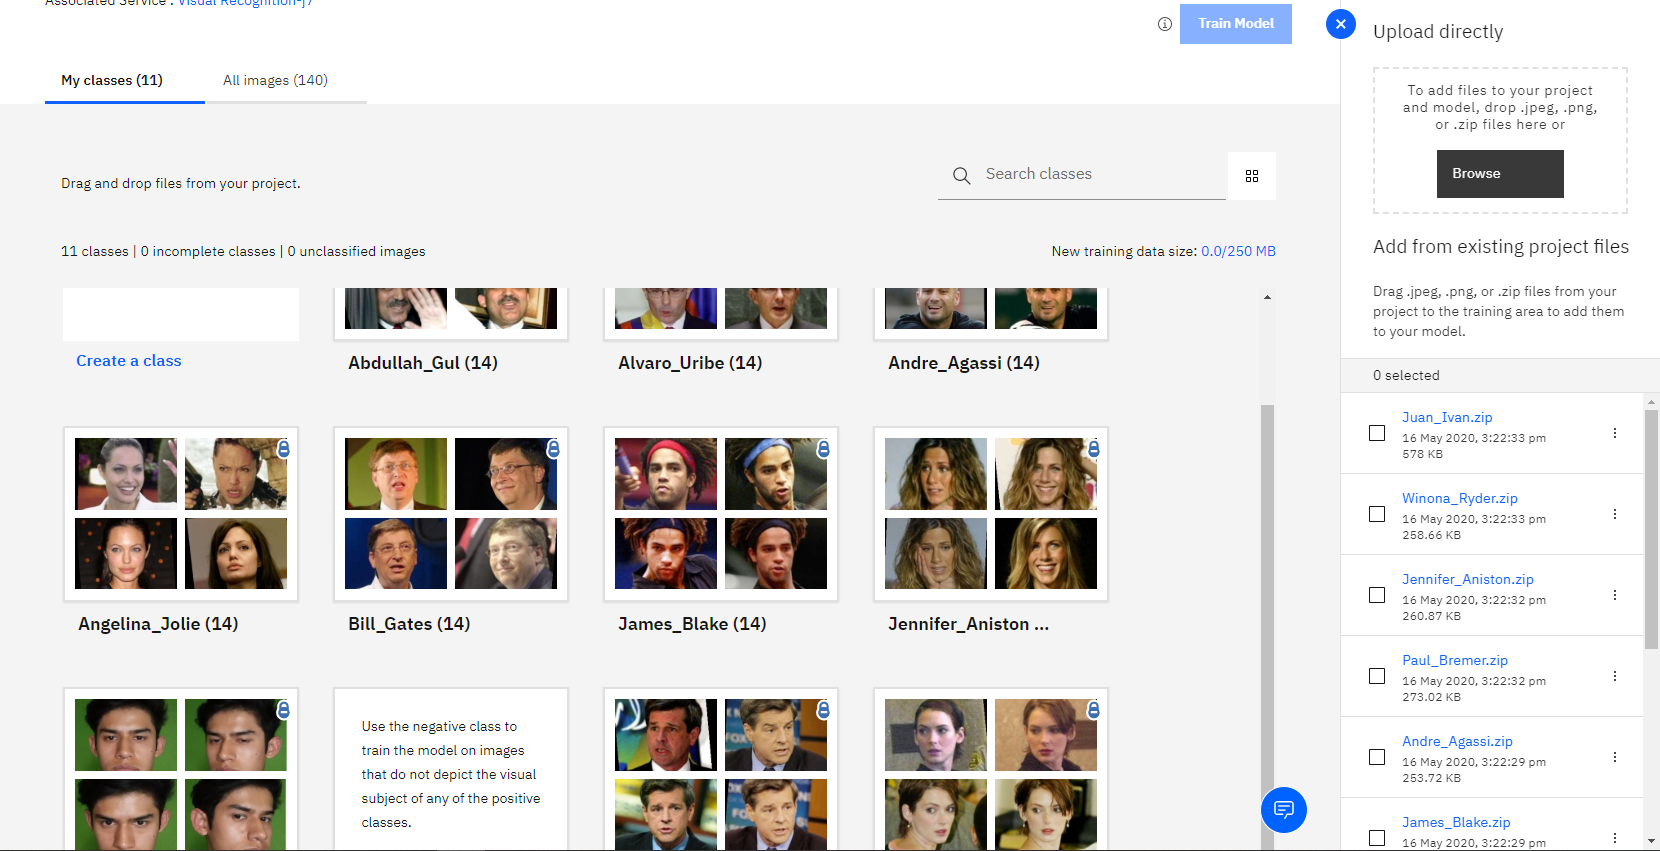 Associated Service : Visual Recognition-j7
Train Model
My classes (11)
All images (140)
Drag and drop files from your project.
Search classes
11 classes | 0 incomplete classes | 0 unclassified images
New training data size: 0.0/250 MB
Create a class
Abdullah_Gul (14)
Alvaro_Uribe (14)
Andre_Agassi (14)
Angelina_Jolie (14)
Bill_Gates (14)
James_Blake (14)
Jennifer_Aniston ...
Use the negative class to
train the model on images
that do not depict the visual
subject of any of the positive
classes.
Upload directly
To add files to your project
and model, drop .jpeg, .png,
or .zip files here or
Browse
Add from existing project files
Drag .jpeg, .png, or .zip files from your
project to the training area to add them
to your model.
0 selected
Juan_Ivan.zip
16 May 2020, 3:22:33 pm
578 KB
Winona_Ryder.zip
16 May 2020, 3:22:33 pm
258.66 KB
Jennifer_Aniston.zip
16 May 2020, 3:22:32 pm
260.87 KB
Paul_Bremer.zip
16 May 2020, 3:22:32 pm
273.02 KB
Andre_Agassi.zip
16 May 2020, 3:22:29 pm
253.72 KB
James_Blake.zip
16 May 2020, 3:22:29 pm